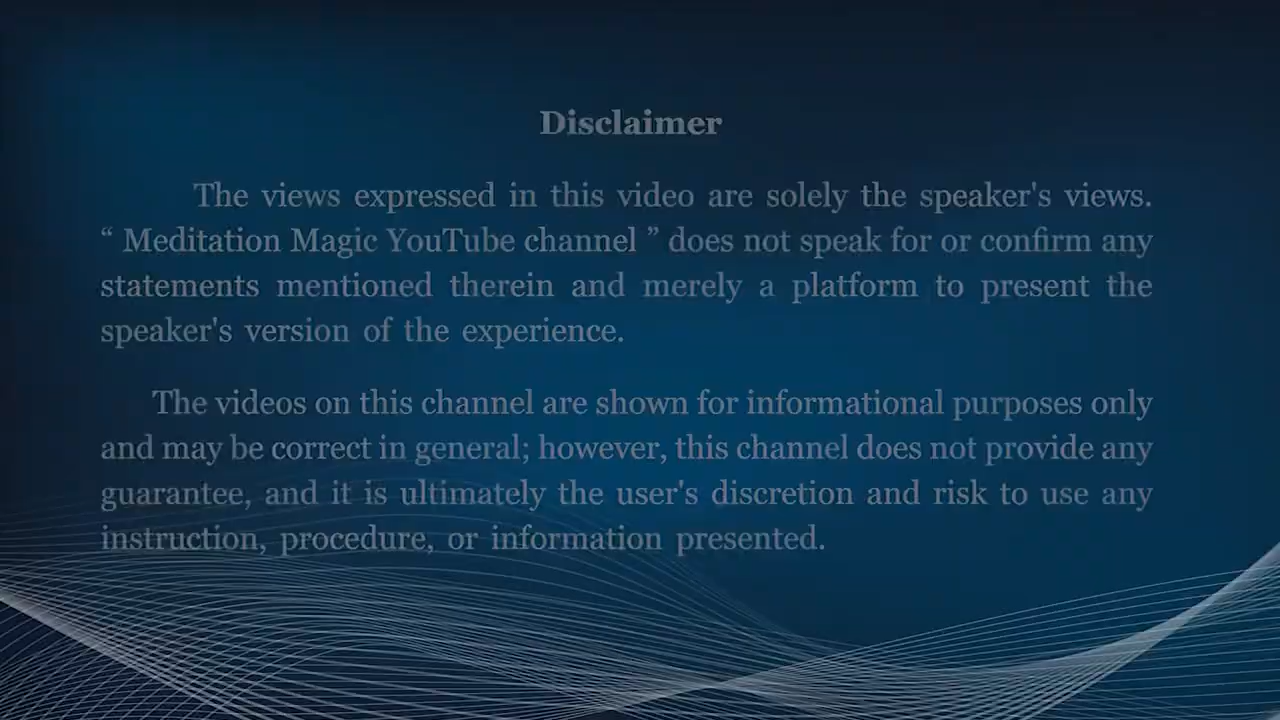 Disclaimer
The views expressed in this video are solely the speaker's views.
“ Meditation Magic YouTube channel ” does not speak for or confirm any
statements mentioned therein and merely a platform to present the
speaker's version of the experience.
The videos on this channel are shown for informational purposes only
and may be correct in general; however, this channel does not provide any
guarantee, and it is ultimately the user's discretion and risk to use any
instruction, procedure, or information presented.